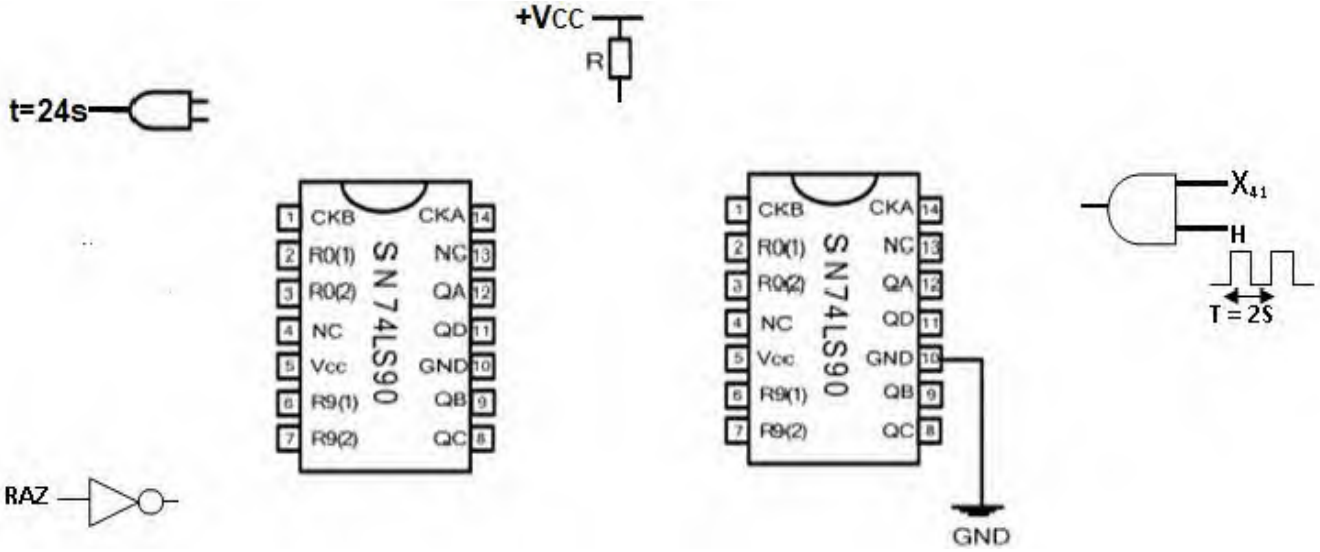 +VCC
R
t=24s
1 CKB CKA 14
2 R0(1) NC 13
3 R0(2) QA 12
4 NC QD 11
5 Vcc GND 10
6 R9(1) QB 9
7 R9(2) QC 8
SN74LS90
1 CKB CKA 14
2 R0(1) NC 13
3 R0(2) QA 12
4 NC QD 11
5 Vcc GND 10
6 R9(1) QB 9
7 R9(2) QC 8
SN74LS90
X41
H
T = 2S
RAZ
GND